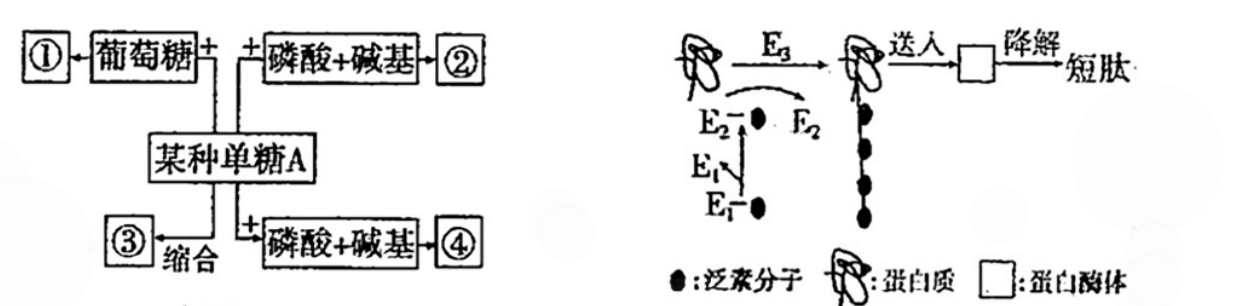 ① 葡萄糖 + + 磷酸+碱基 ②
某种单糖A
③ 缩合 + 磷酸+碱基 ④
E₃ 送入 降解 短肽
E₂ E₂
E₁
E₁
:泛素分子 :蛋白质 :蛋白酶体